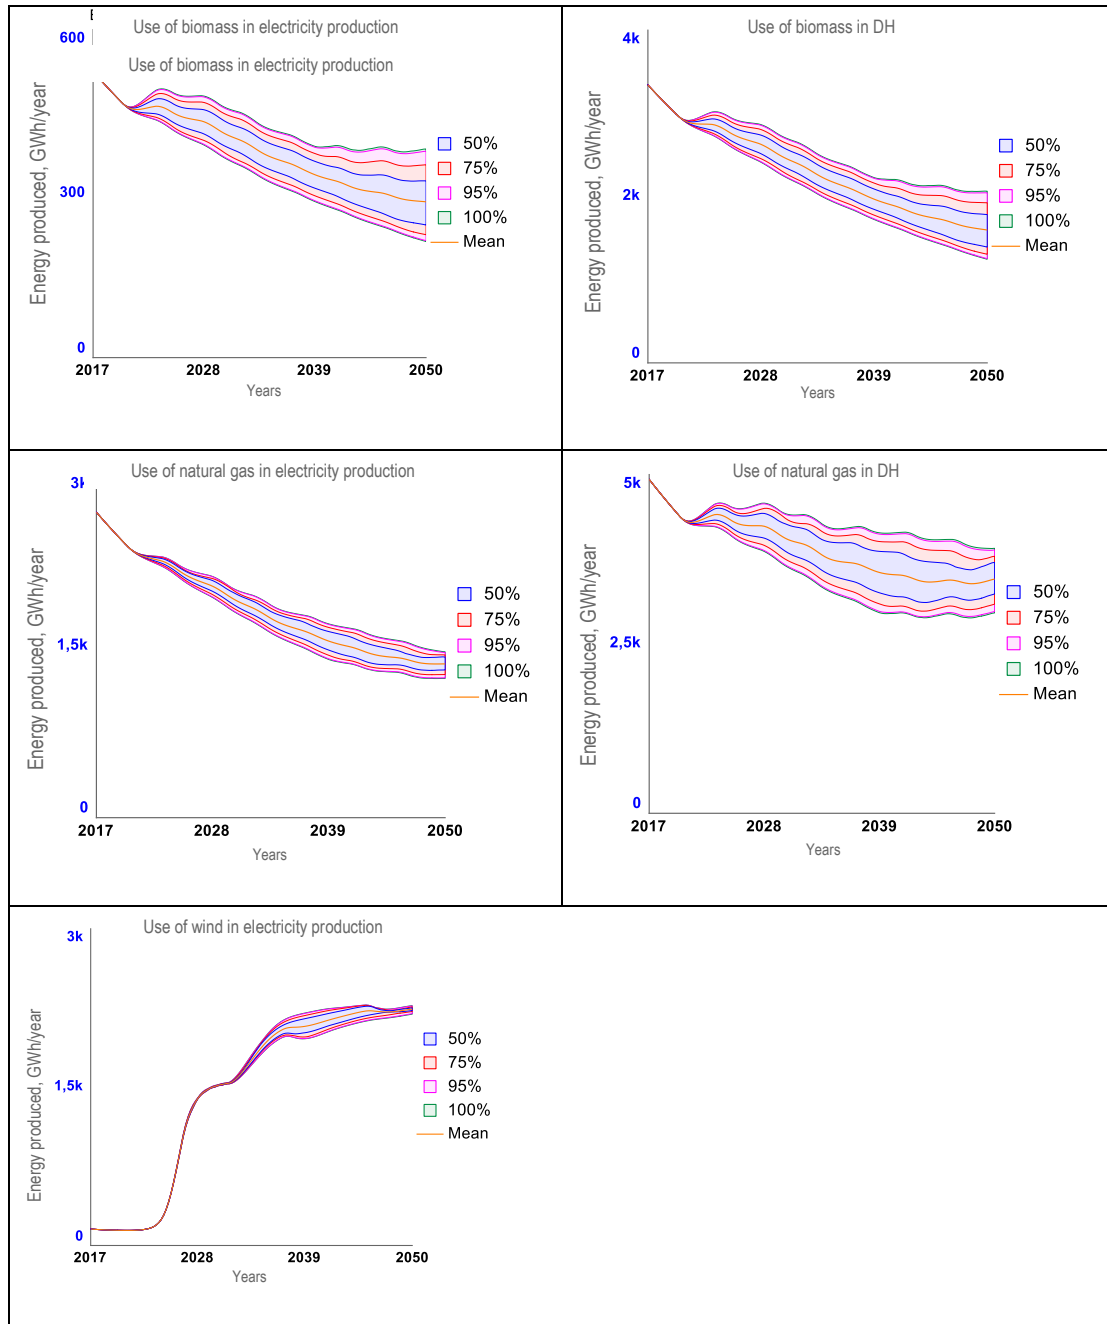 Use of biomass in electricity production
600
Use of biomass in electricity production
Energy produced, GWh/year
300
0
50%
75%
95%
100%
Mean
2017 2028 2039 2050
Years
Use of biomass in DH
4k
Energy produced, GWh/year
2k
0
50%
75%
95%
100%
Mean
2017 2028 2039 2050
Years
Use of natural gas in electricity production
Energy produced, GWh/year
1,5k
0
50%
75%
95%
100%
Mean
2017 2028 2039 2050
Years
Use of natural gas in DH
5k
Energy produced, GWh/year
2,5k
0
50%
75%
95%
100%
Mean
2017 2028 2039 2050
Years
Use of wind in electricity production
3k
Energy produced, GWh/year
1,5k
0
50%
75%
95%
100%
Mean
2017 2028 2039 2050
Years